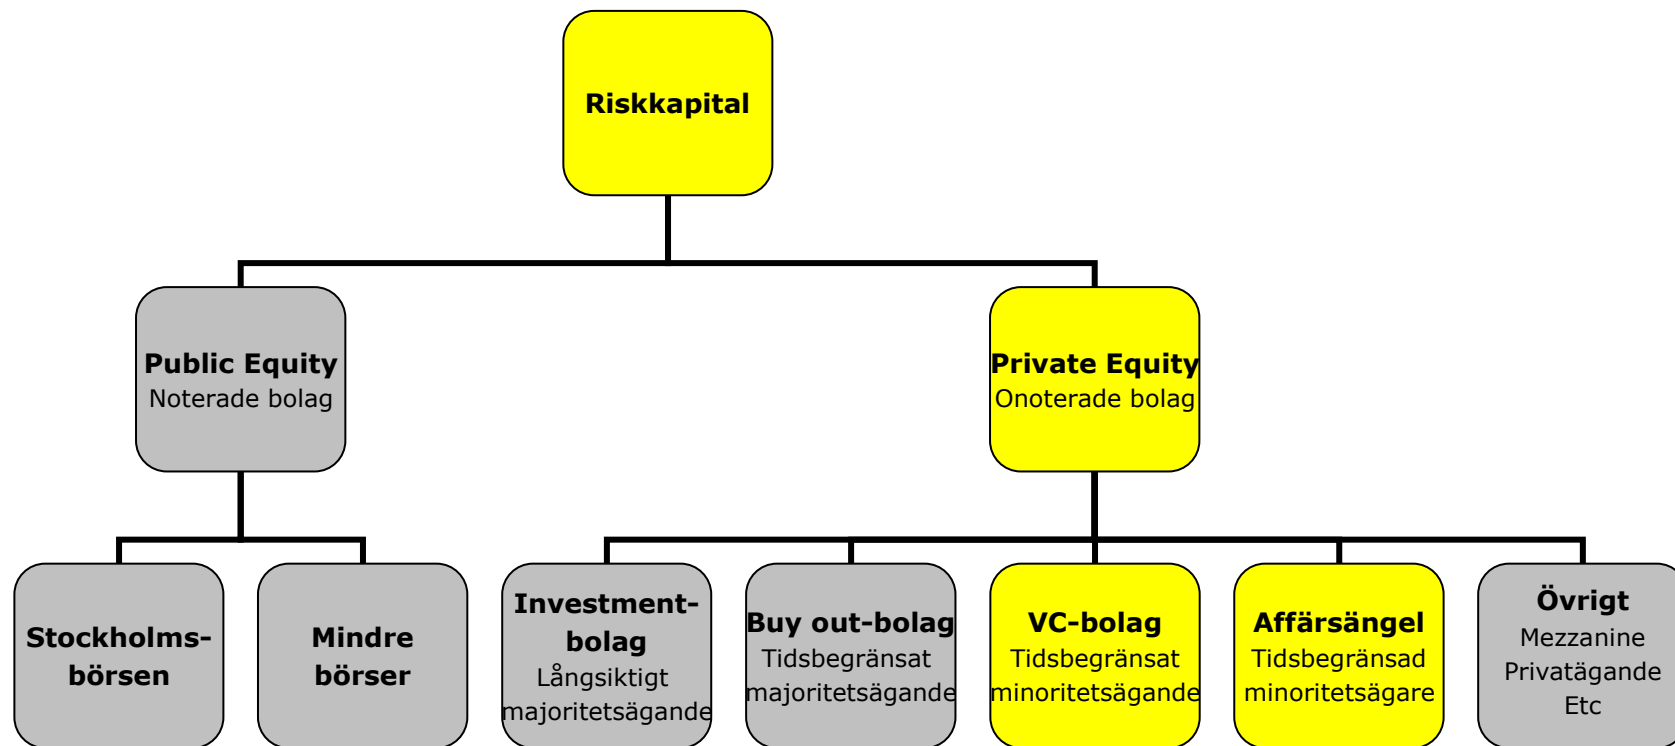 Riskkapital
Public Equity
Noterade bolag
Private Equity
Onoterade bolag
Stockholms-
börsen
Mindre
börser
Investment-
bolag
Långsiktigt
majoritetsägande
Buy out-bolag
Tidsbegränsat
majoritetsägande
VC-bolag
Tidsbegränsat
minoritetsägande
Affärsängel
Tidsbegränsad
minoritetsägare
Övrigt
Mezzanine
Privatägande
Etc